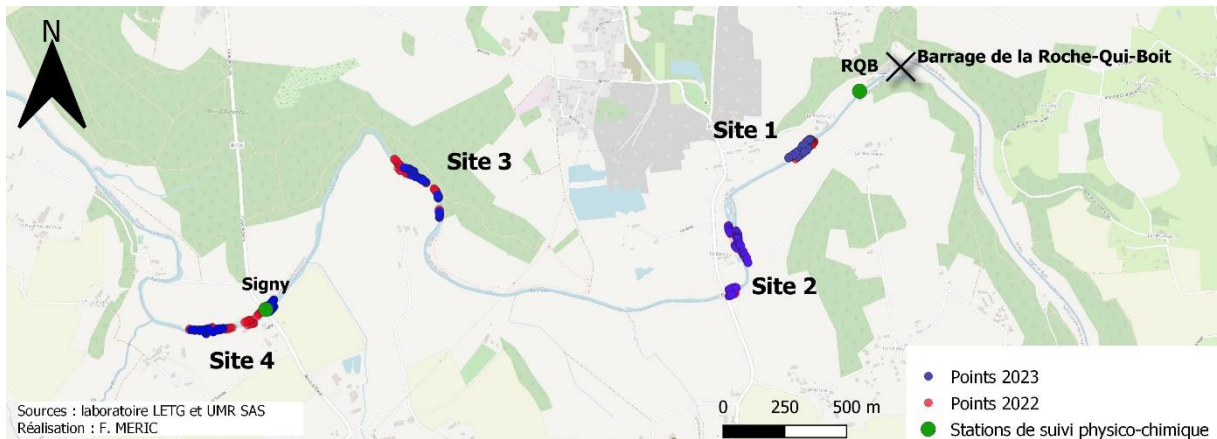 N
Barrage de la Roche-Qui-Boit
RQB
Site 1
Site 3
Signy
Site 2
Site 4
Sources : laboratoire LETG et UMR SAS
Réalisation : F. MERIC
0 250 500 m
Points 2023
Points 2022
Stations de suivi physico-chimique